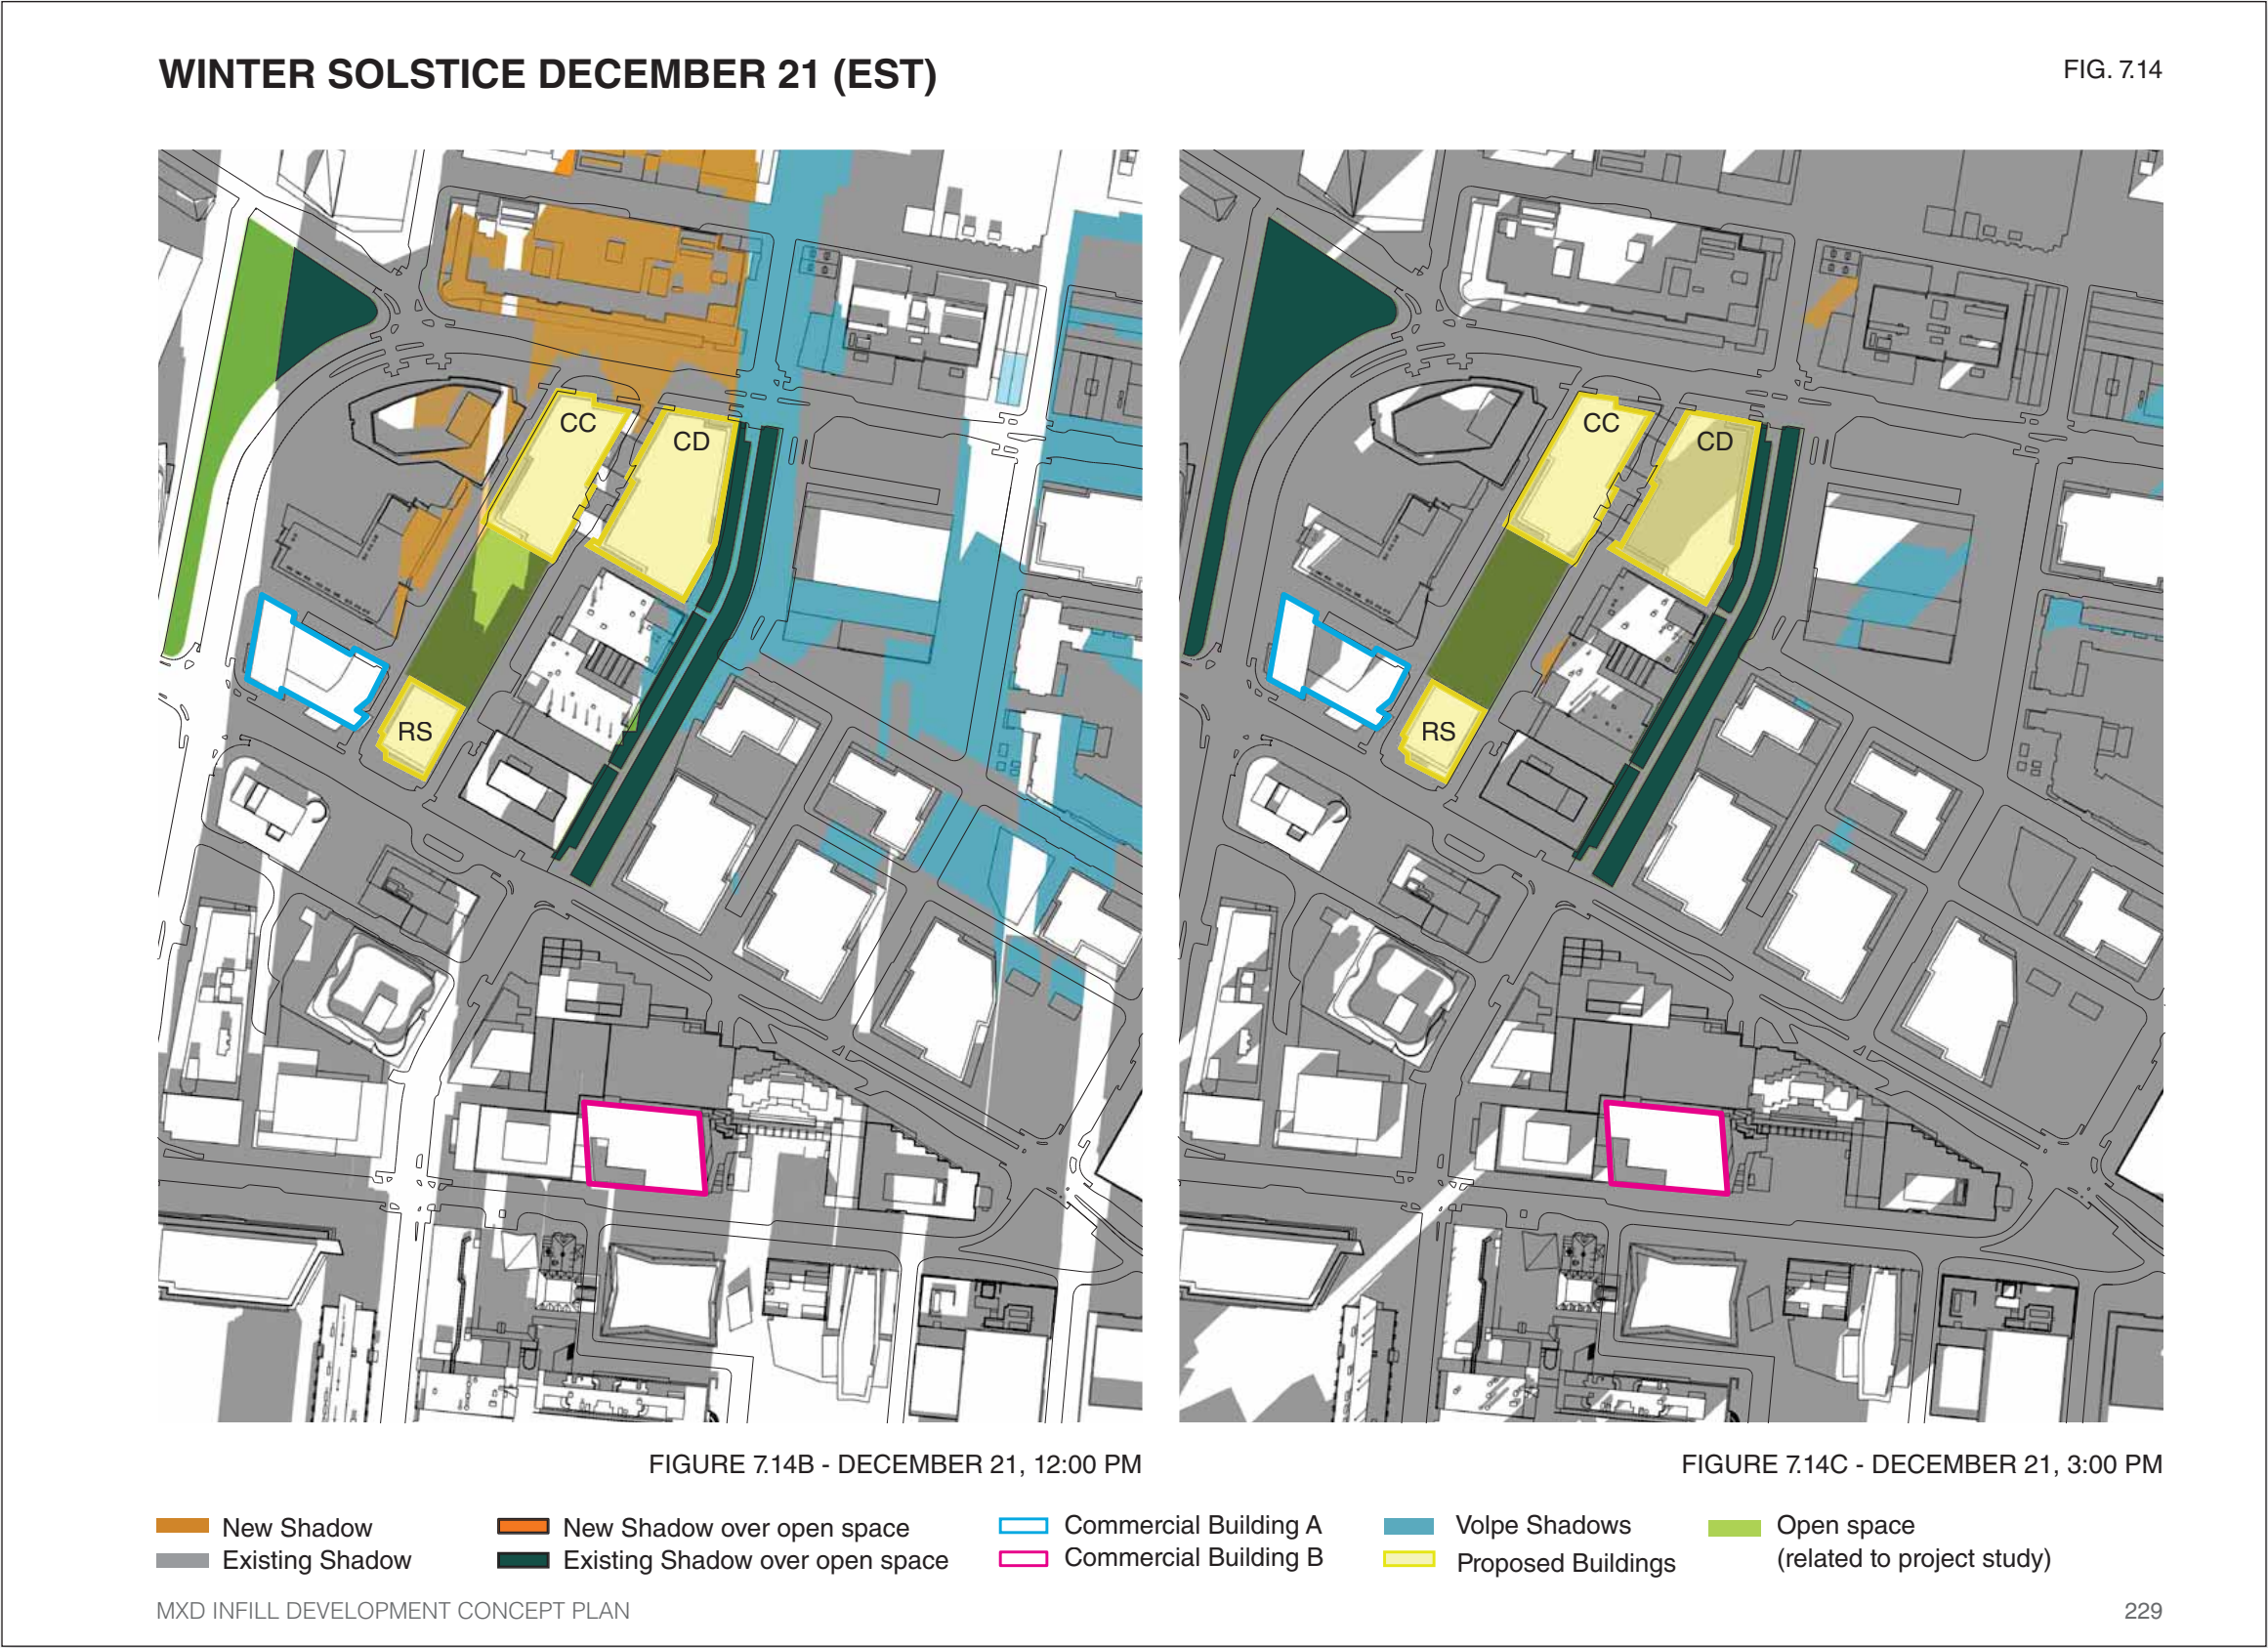 WINTER SOLSTICE DECEMBER 21 (EST)
FIG. 7.14
CC
CD
RS
CC
CD
RS
FIGURE 7.14B - DECEMBER 21, 12:00 PM
FIGURE 7.14C - DECEMBER 21, 3:00 PM
New Shadow
Existing Shadow
New Shadow over open space
Existing Shadow over open space
Commercial Building A
Commercial Building B
Volpe Shadows
Proposed Buildings
Open space
(related to project study)
MXD INFILL DEVELOPMENT CONCEPT PLAN
229